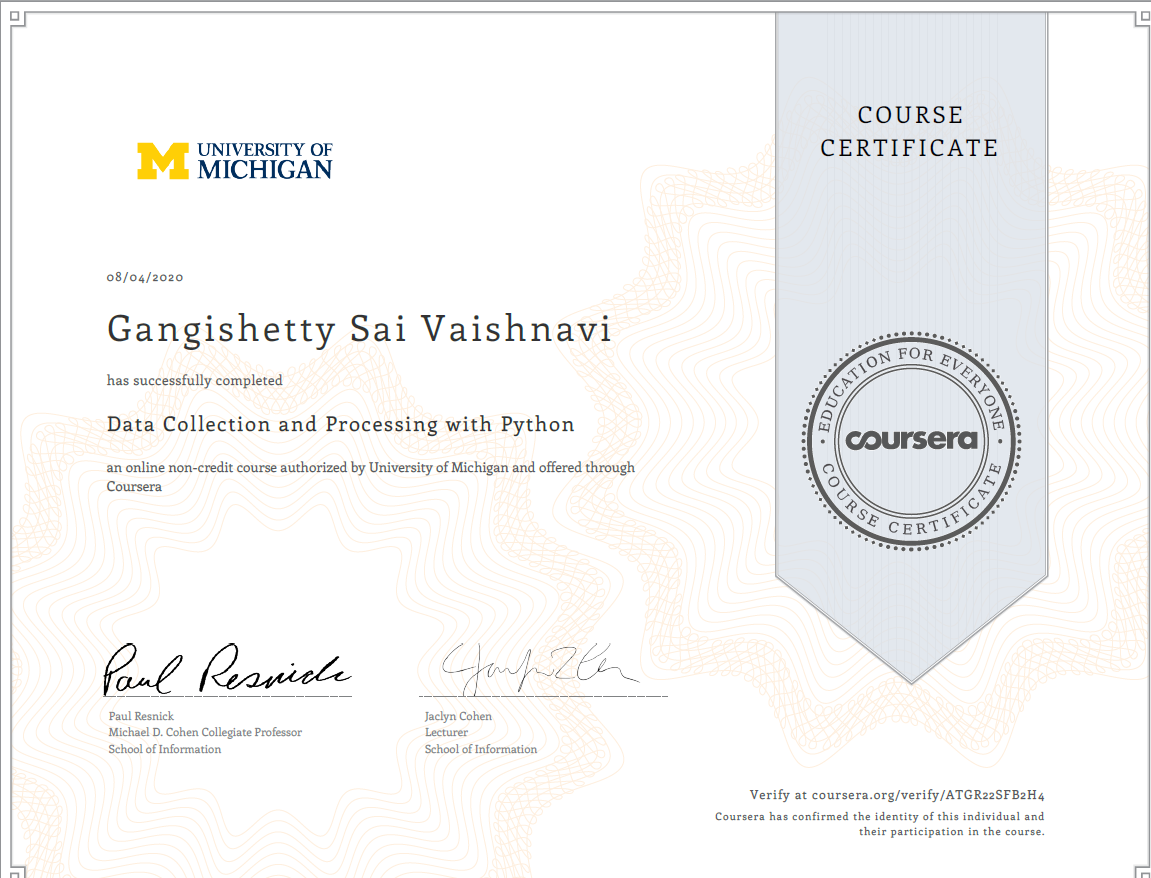 UNIVERSITY OF
MICHIGAN
COURSE
CERTIFICATE
08/04/2020
Gangishetty Sai Vaishnavi
has successfully completed
Data Collection and Processing with Python
an online non-credit course authorized by University of Michigan and offered through
Coursera
EDUCATION FOR EVERYONE
coursera
COURSE CERTIFICATE
Paul Resnick
Paul Resnick
Michael D. Cohen Collegiate Professor
School of Information
Jaclyn Cohen
Lecturer
School of Information
Verify at coursera.org/verify/ATGR22SFB2H4
Coursera has confirmed the identity of this individual and
their participation in the course.